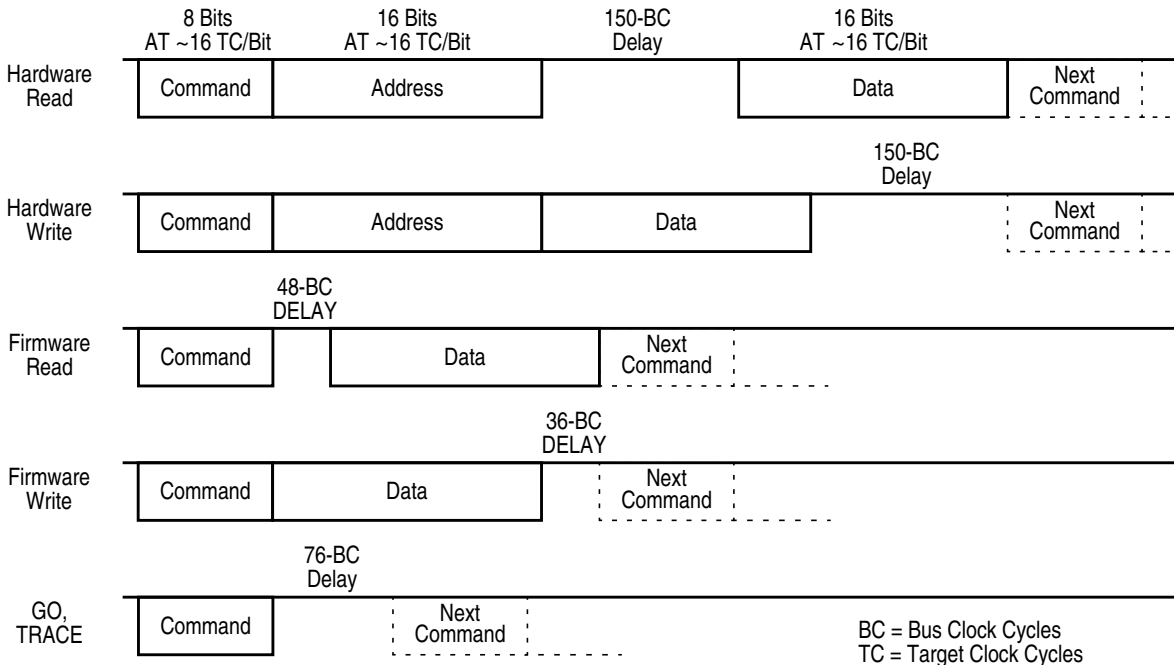 8 Bits
AT ~16 TC/Bit
16 Bits
AT ~16 TC/Bit
150-BC
Delay
16 Bits
AT ~16 TC/Bit
Hardware
Read
Command
Address
Data
Next
Command
150-BC
Delay
Hardware
Write
Command
Address
Data
Next
Command
48-BC
DELAY
Firmware
Read
Command
Data
Next
Command
36-BC
DELAY
Firmware
Write
Command
Data
Next
Command
76-BC
Delay
GO,
TRACE
Command
Next
Command
BC = Bus Clock Cycles
TC = Target Clock Cycles